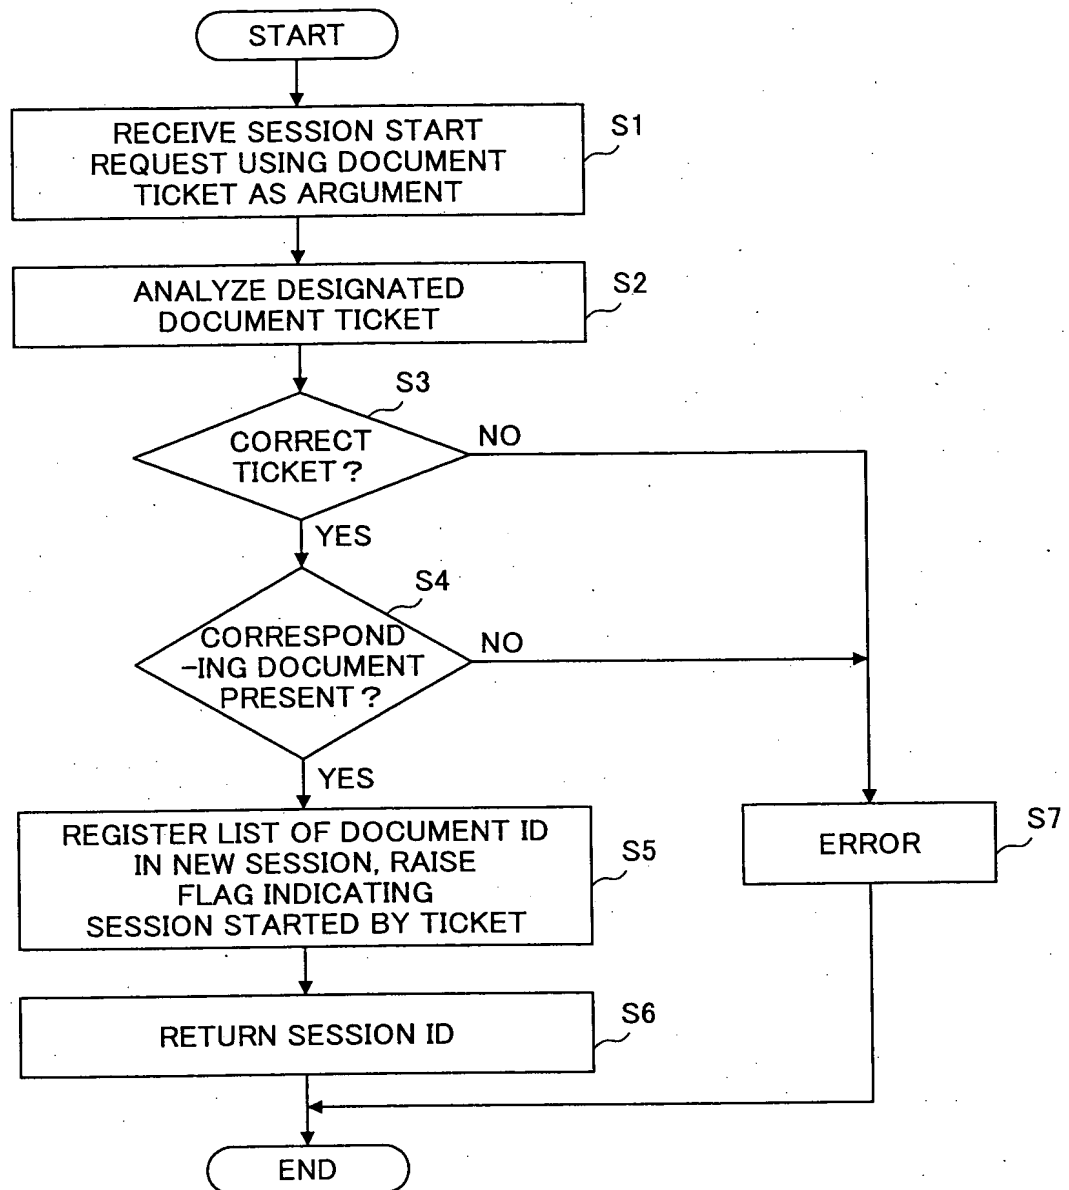 START
RECEIVE SESSION START
REQUEST USING DOCUMENT
TICKET AS ARGUMENT
S1
ANALYZE DESIGNATED
DOCUMENT TICKET
S2
S3
CORRECT
TICKET?
NO
YES
S4
CORRESPOND
-ING DOCUMENT
PRESENT?
NO
YES
REGISTER LIST OF DOCUMENT ID
IN NEW SESSION, RAISE
FLAG INDICATING
SESSION STARTED BY TICKET
S5
ERROR
S7
RETURN SESSION ID
S6
END